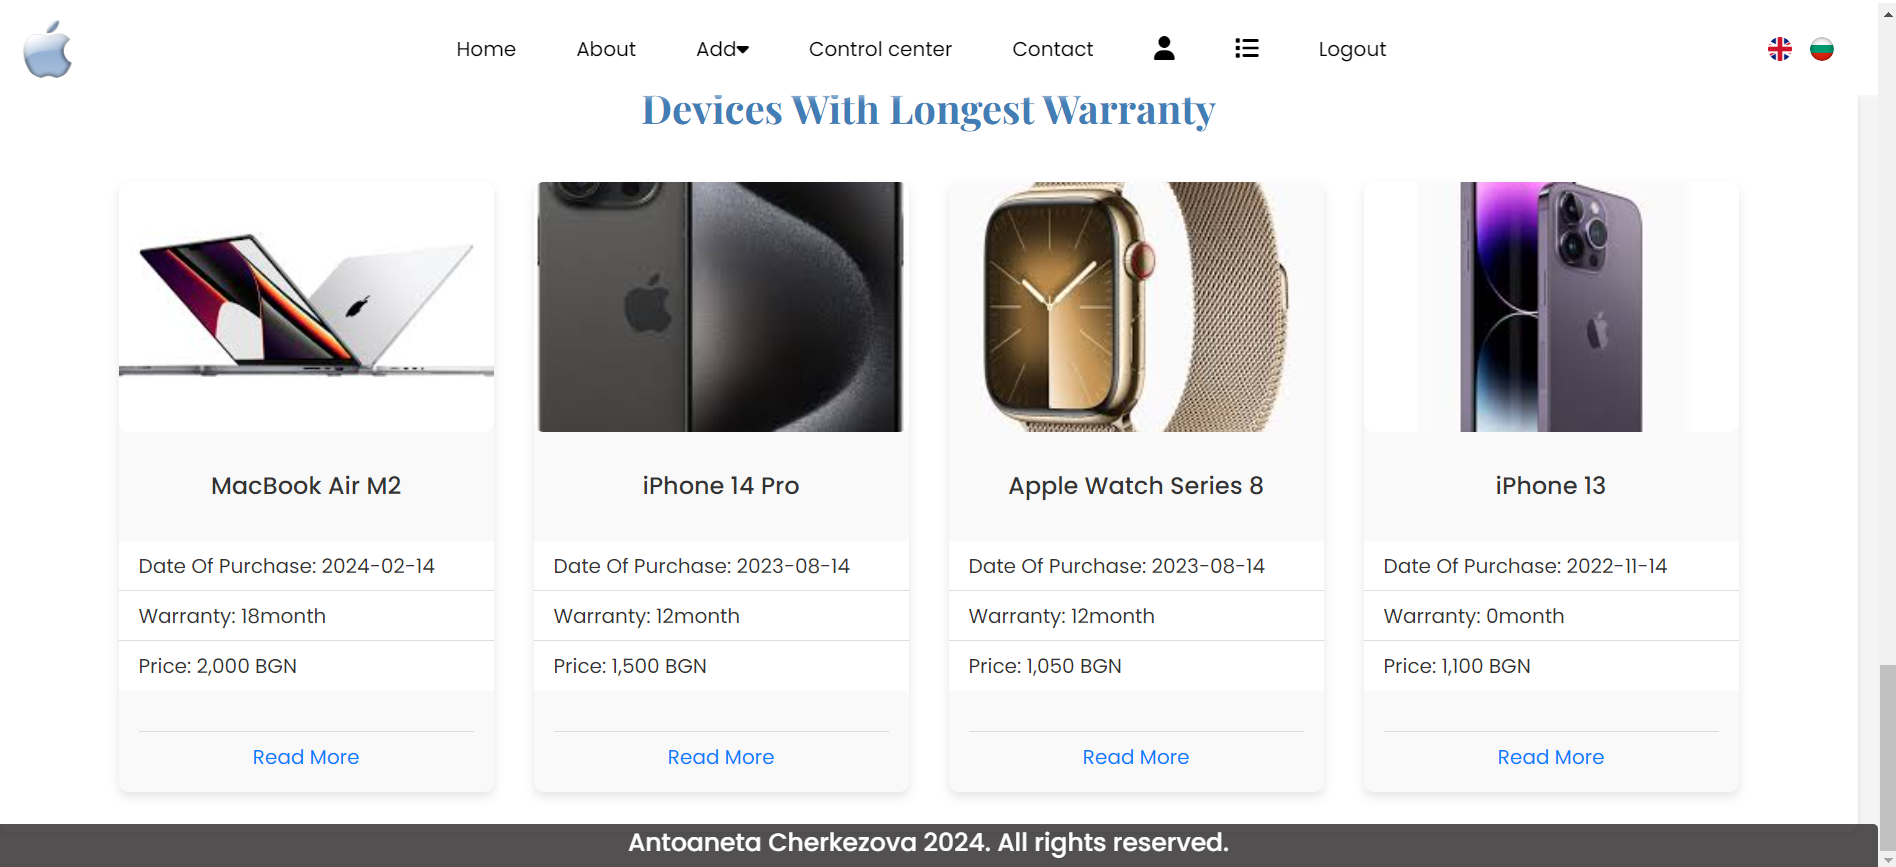 Home About Add Control center Contact Logout
Devices With Longest Warranty
MacBook Air M2
Date Of Purchase: 2024-02-14
Warranty: 18month
Price: 2,000 BGN
Read More
iPhone 14 Pro
Date Of Purchase: 2023-08-14
Warranty: 12month
Price: 1,500 BGN
Read More
Apple Watch Series 8
Date Of Purchase: 2023-08-14
Warranty: 12month
Price: 1,050 BGN
Read More
iPhone 13
Date Of Purchase: 2022-11-14
Warranty: 0month
Price: 1,100 BGN
Read More
Antoaneta Cherkezova 2024. All rights reserved.